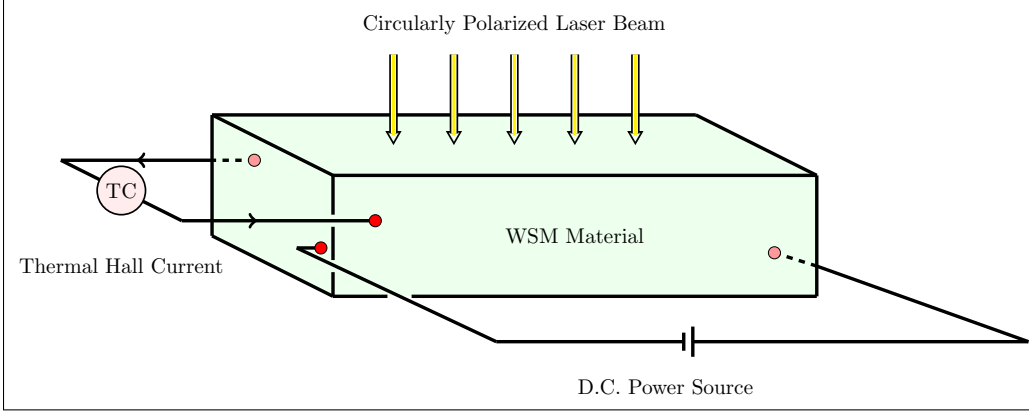 Circularly Polarized Laser Beam
TC
WSM Material
Thermal Hall Current
D.C. Power Source